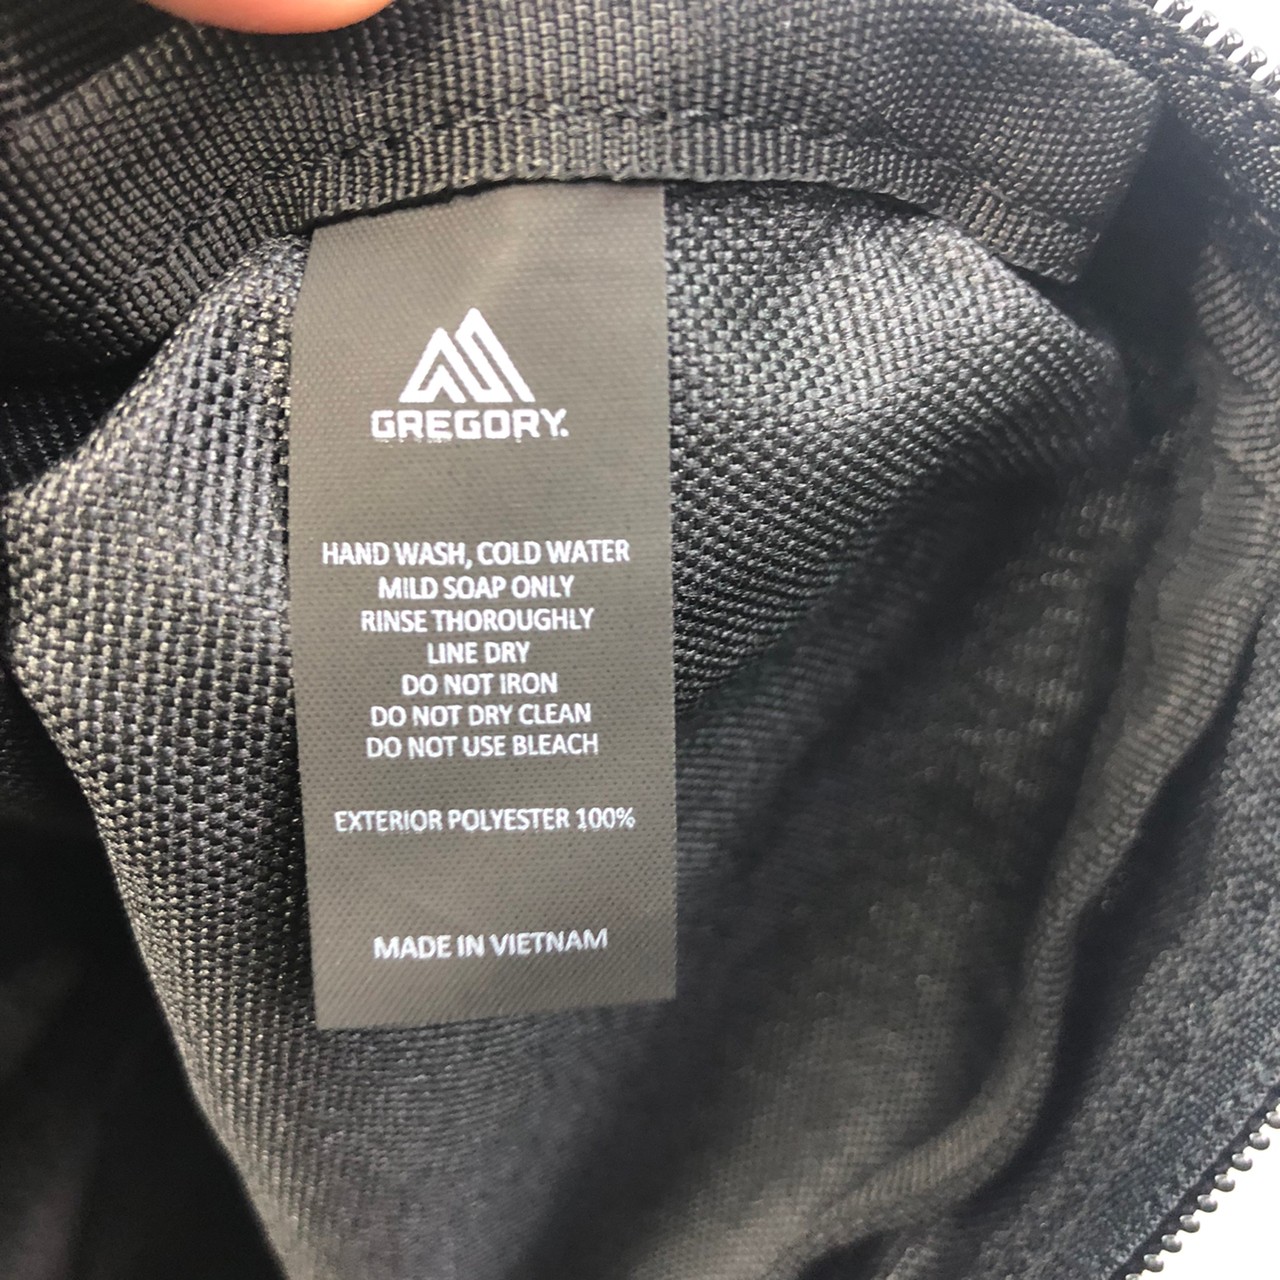 GREGORY.
HAND WASH, COLD WATER
MILD SOAP ONLY
RINSE THOROUGHLY
LINE DRY
DO NOT IRON
DO NOT DRY CLEAN
DO NOT USE BLEACH
EXTERIOR POLYESTER 100%
MADE IN VIETNAM